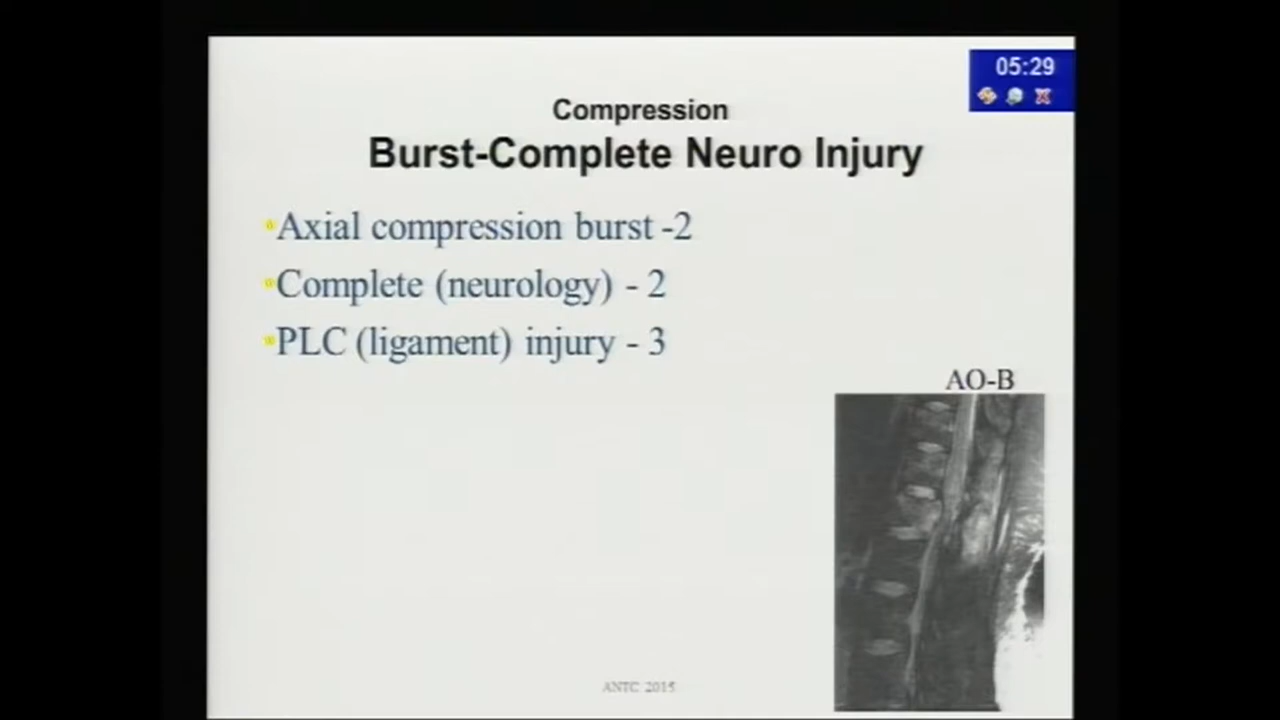 05:29
Compression
Burst-Complete Neuro Injury
Axial compression burst -2
Complete (neurology) - 2
PLC (ligament) injury - 3
AO-B
ANTC 2015